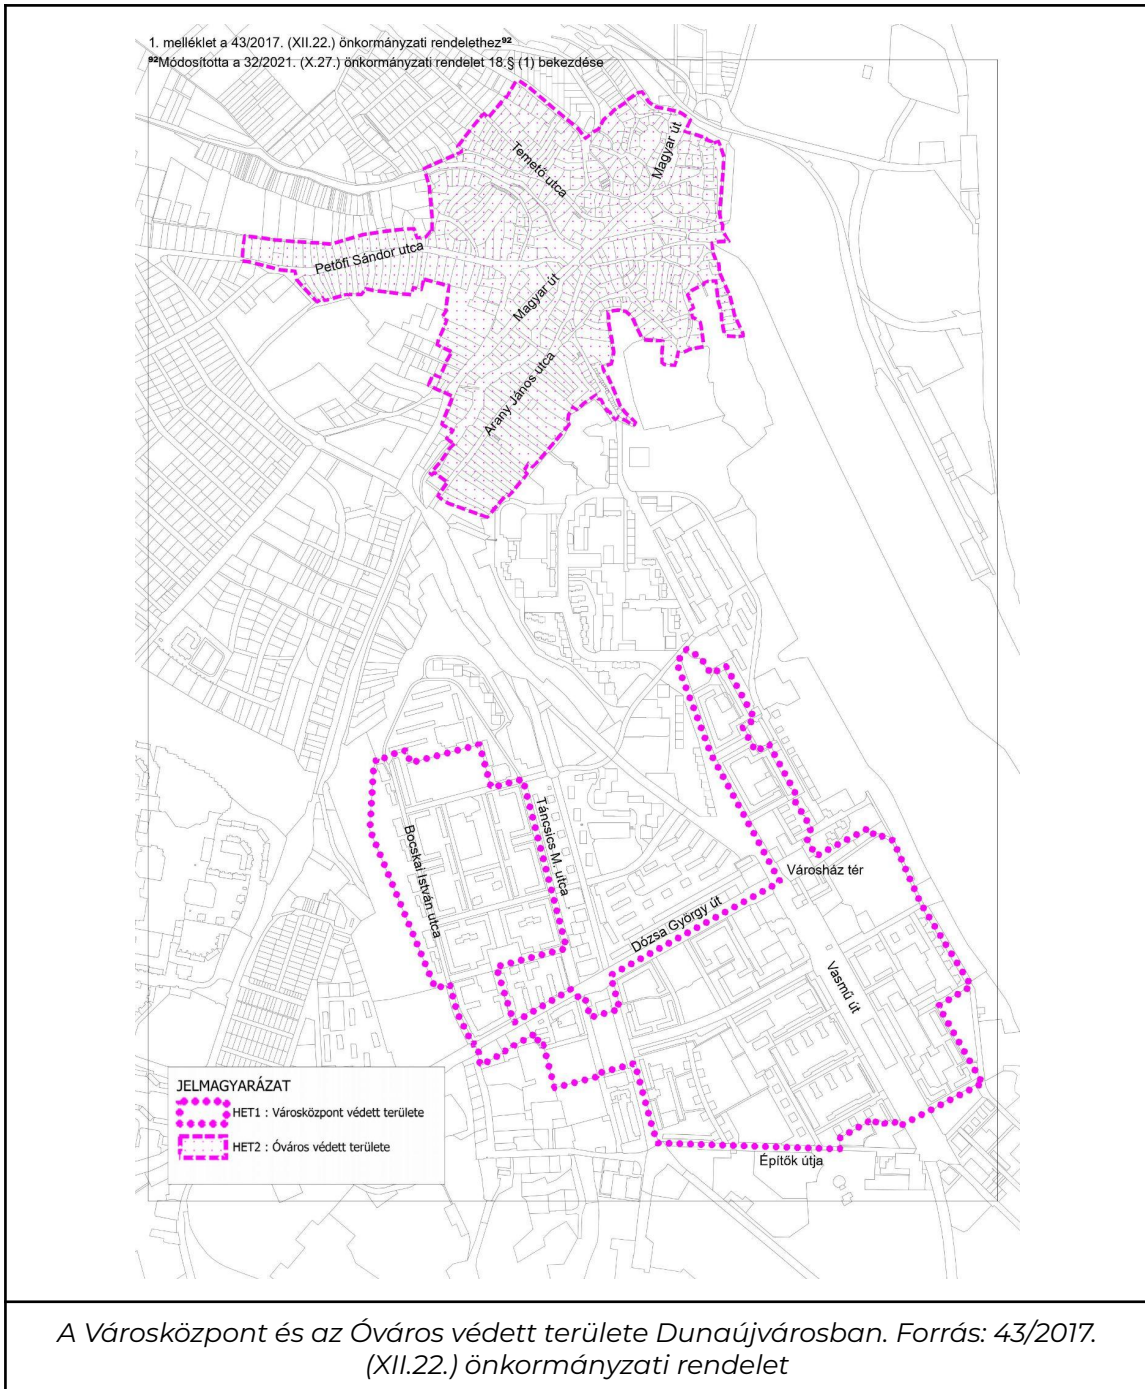 1. melléklet a 43/2017. (XII.22.) önkormányzati rendelethez⁹²
⁹²Módosította a 32/2021. (X.27.) önkormányzati rendelet 18.§ (1) bekezdése
Temető utca
Magyar út
Petőfi Sándor utca
Magyar út
Arany János utca
Bocskai István utca
Táncsics M. utca
Városház tér
Dózsa György út
Vasmű út
Építők útja
JELMAGYARÁZAT
HET1 : Városközpont védett területe
HET2 : Óváros védett területe
A Városközpont és az Óváros védett területe Dunaújvárosban. Forrás: 43/2017.
(XII.22.) önkormányzati rendelet